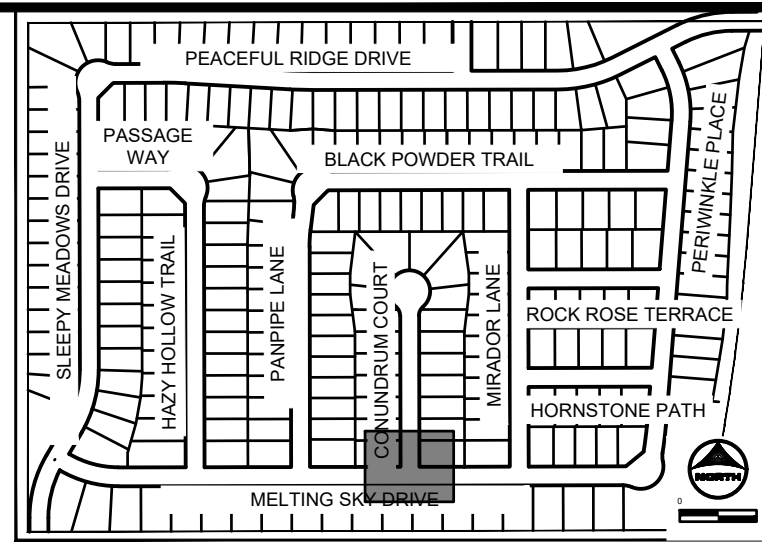 PEACEFUL RIDGE DRIVE
PASSAGE
WAY
BLACK POWDER TRAIL
SLEEPY MEADOWS DRIVE
HAZY HOLLOW TRAIL
PANPIPE LANE
CONUNDRUM COURT
MIRADOR LANE
PERIWINKLE PLACE
ROCK ROSE TERRACE
HORNSTONE PATH
MELTING SKY DRIVE
NORTH
0